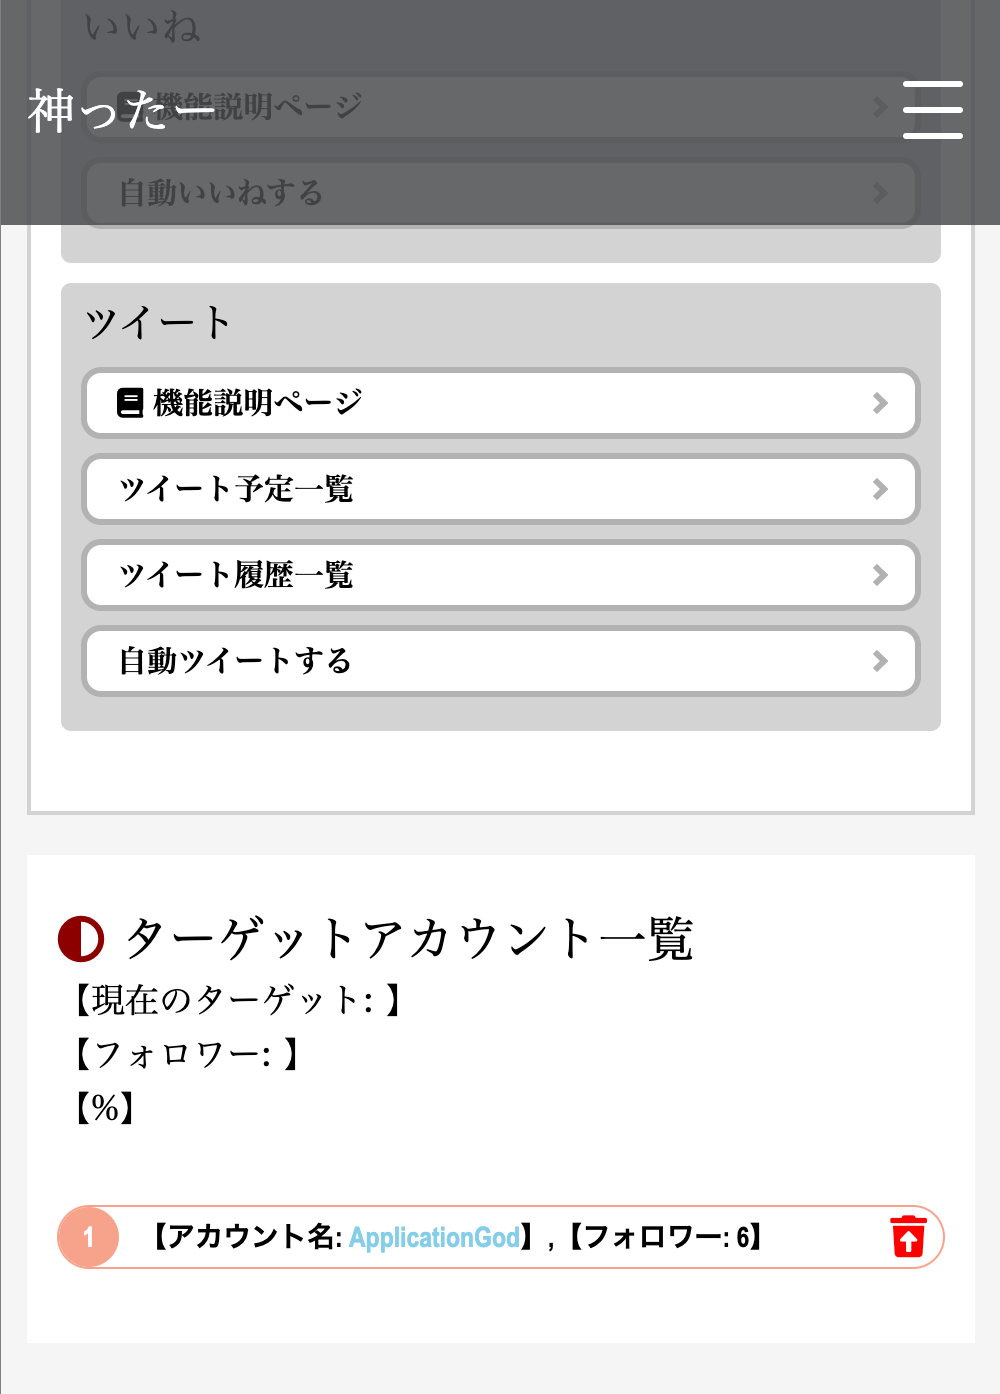 いいね
神ったー
機能説明ページ
自動いいねする
ツイート
機能説明ページ
ツイート予定一覧
ツイート履歴一覧
自動ツイートする
ターゲットアカウント一覧
【現在のターゲット: 】
【フォロワー: 】
【%】
1 【アカウント名: ApplicationGod】,【フォロワー: 6】